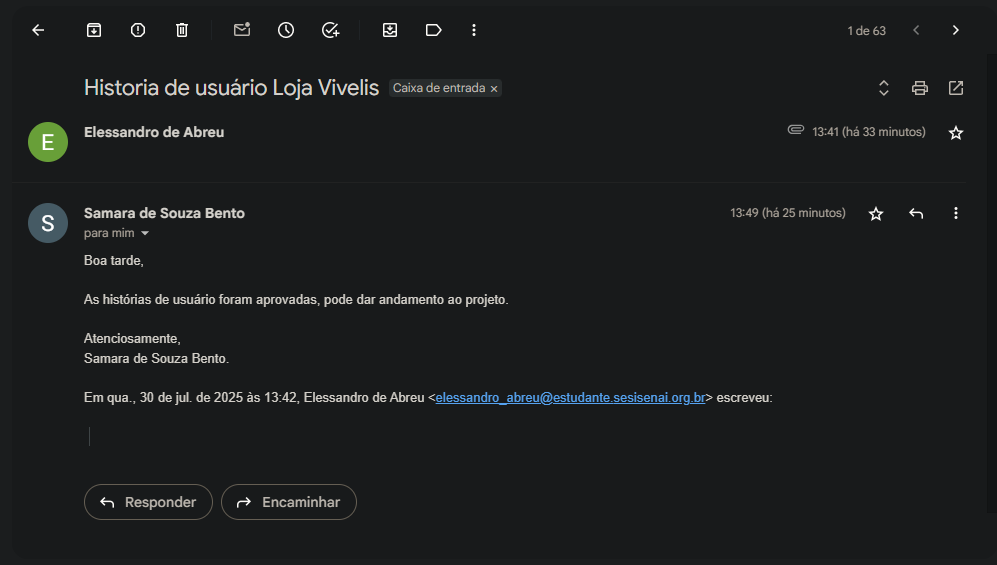 1 de 63
Historia de usuário Loja Vivelis Caixa de entrada ×
E
Elessandro de Abreu
13:41 (há 33 minutos)
S
Samara de Souza Bento
13:49 (há 25 minutos)
para mim
Boa tarde,
As histórias de usuário foram aprovadas, pode dar andamento ao projeto.
Atenciosamente,
Samara de Souza Bento.
Em qua., 30 de jul. de 2025 às 13:42, Elessandro de Abreu <elessandro_abreu@estudante.sesisenai.org.br> escreveu:
Responder
Encaminhar